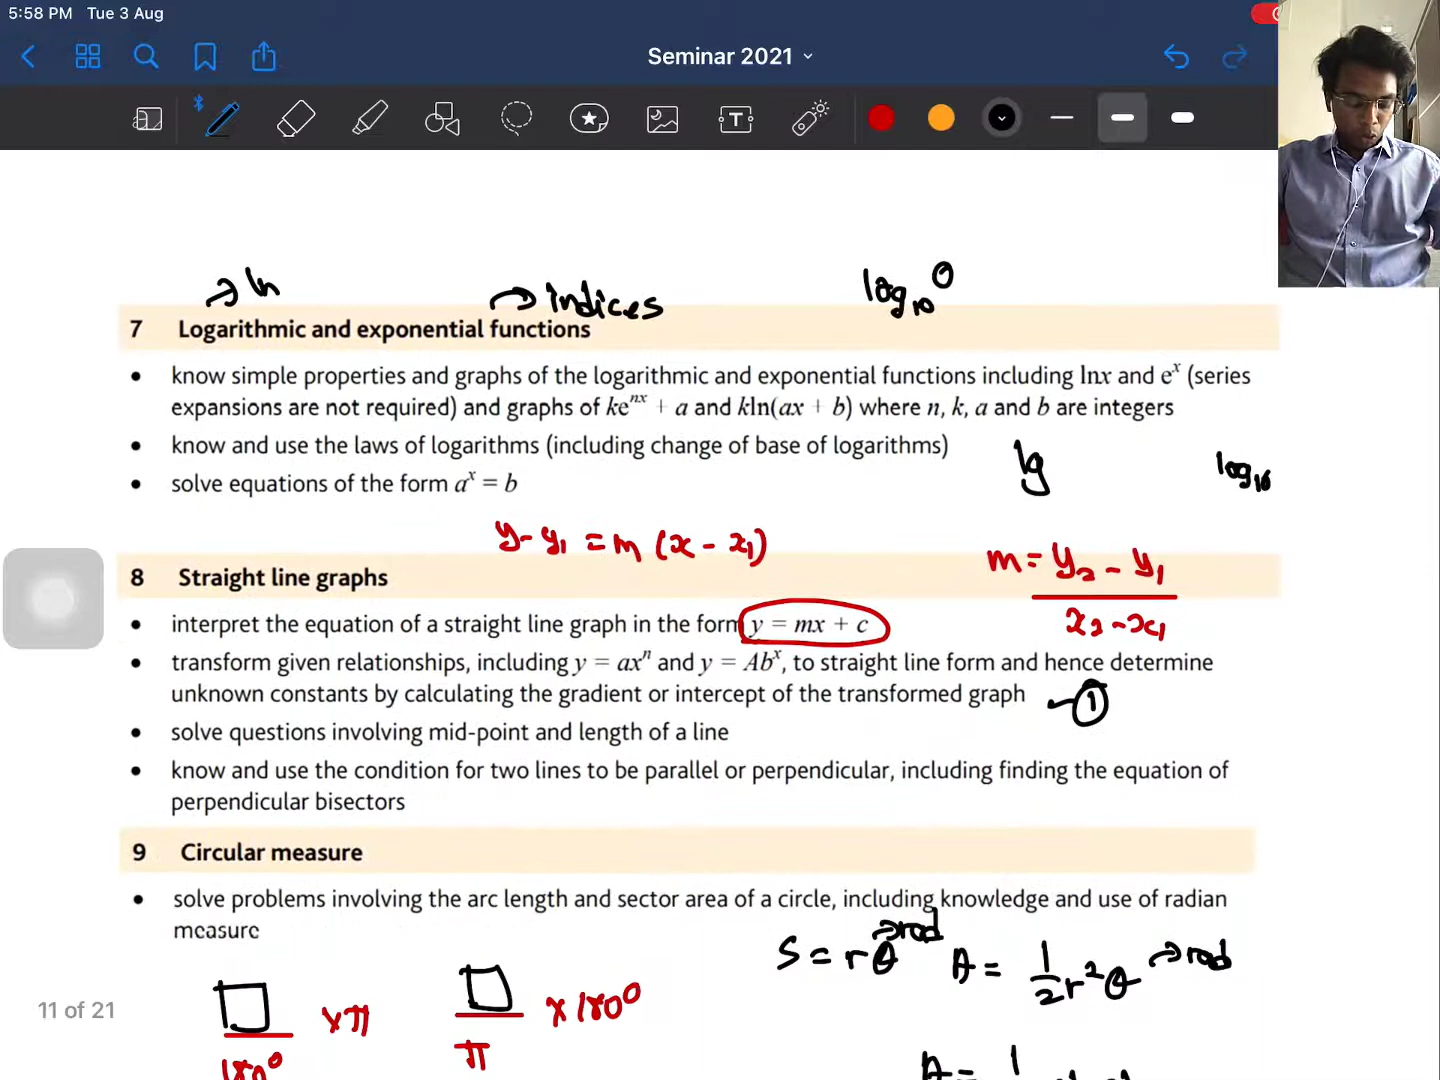 5:58 PM Tue 3 Aug
Seminar 2021
T
→ ln
→ indices
log₁₀
7 Logarithmic and exponential functions
• know simple properties and graphs of the logarithmic and exponential functions including lnx and eˣ (series
expansions are not required) and graphs of keⁿˣ + a and kln(ax + b) where n, k, a and b are integers
• know and use the laws of logarithms (including change of base of logarithms)
lg
log₁₀
• solve equations of the form aˣ = b
y - y₁ = m (x - x₁)
m = y₂ - y₁
x₂ - x₁
8 Straight line graphs
• interpret the equation of a straight line graph in the form y = mx + c
• transform given relationships, including y = axⁿ and y = Abˣ, to straight line form and hence determine
unknown constants by calculating the gradient or intercept of the transformed graph
①
• solve questions involving mid-point and length of a line
• know and use the condition for two lines to be parallel or perpendicular, including finding the equation of
perpendicular bisectors
9 Circular measure
• solve problems involving the arc length and sector area of a circle, including knowledge and use of radian
measure
S = rθ → rad
A = 1/2 r²θ → rad
11 of 21
180° × π
π × 180°
A = 1